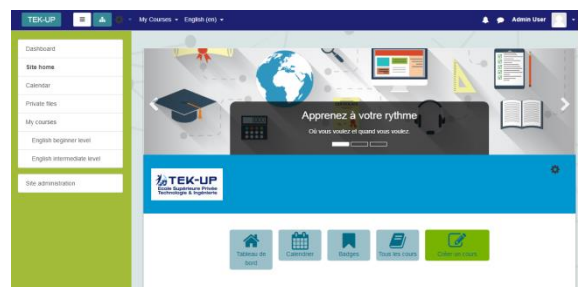 TEK-UP
My Courses English (en)
Admin User
Dashboard
Site home
Calendar
Private files
My courses
English beginner level
English intermediate level
Site administration
Apprenez à votre rythme
Où vous voulez et quand vous voulez.
TEK-UP
Ecole Supérieure Privée
Technologie & Ingénierie
Tableau de
bord
Calendrier
Badges
Tous les cours
Créer un cours